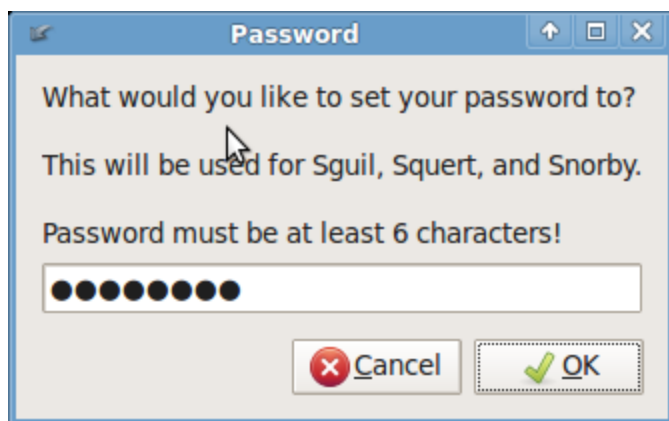 Password
What would you like to set your password to?
This will be used for Sguil, Squert, and Snorby.
Password must be at least 6 characters!
●●●●●●●●
Cancel OK